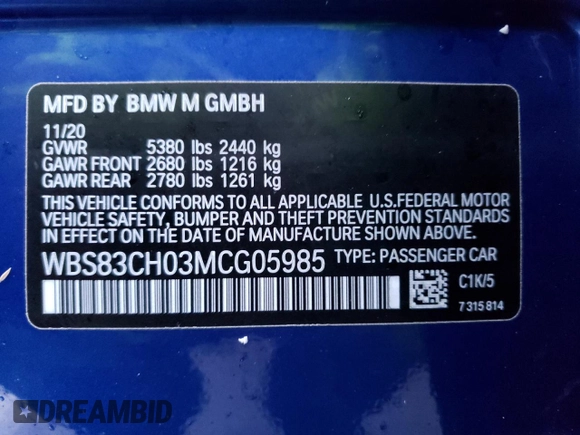 MFD BY BMW M GMBH
11/20
GVWR 5380 lbs 2440 kg
GAWR FRONT 2680 lbs 1216 kg
GAWR REAR 2780 lbs 1261 kg
THIS VEHICLE CONFORMS TO ALL APPLICABLE U.S.FEDERAL MOTOR
VEHICLE SAFETY, BUMPER AND THEFT PREVENTION STANDARDS
IN EFFECT ON THE DATE OF MANUFACTURE SHOWN ABOVE.
WBS83CH03MCG05985 TYPE: PASSENGER CAR
C1K/5
7 315 814
DREAMBID